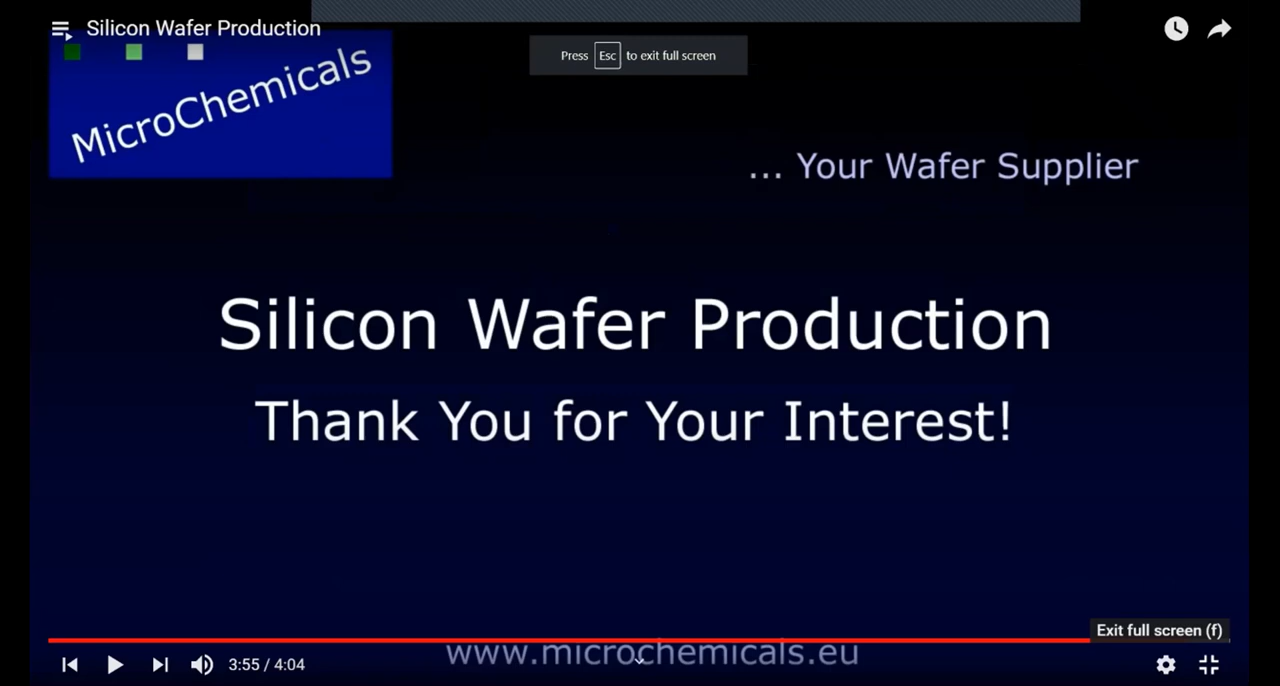 Silicon Wafer Production
Press Esc to exit full screen
MicroChemicals
... Your Wafer Supplier
Silicon Wafer Production
Thank You for Your Interest!
Exit full screen (f)
www.microchemicals.eu
3:55 / 4:04